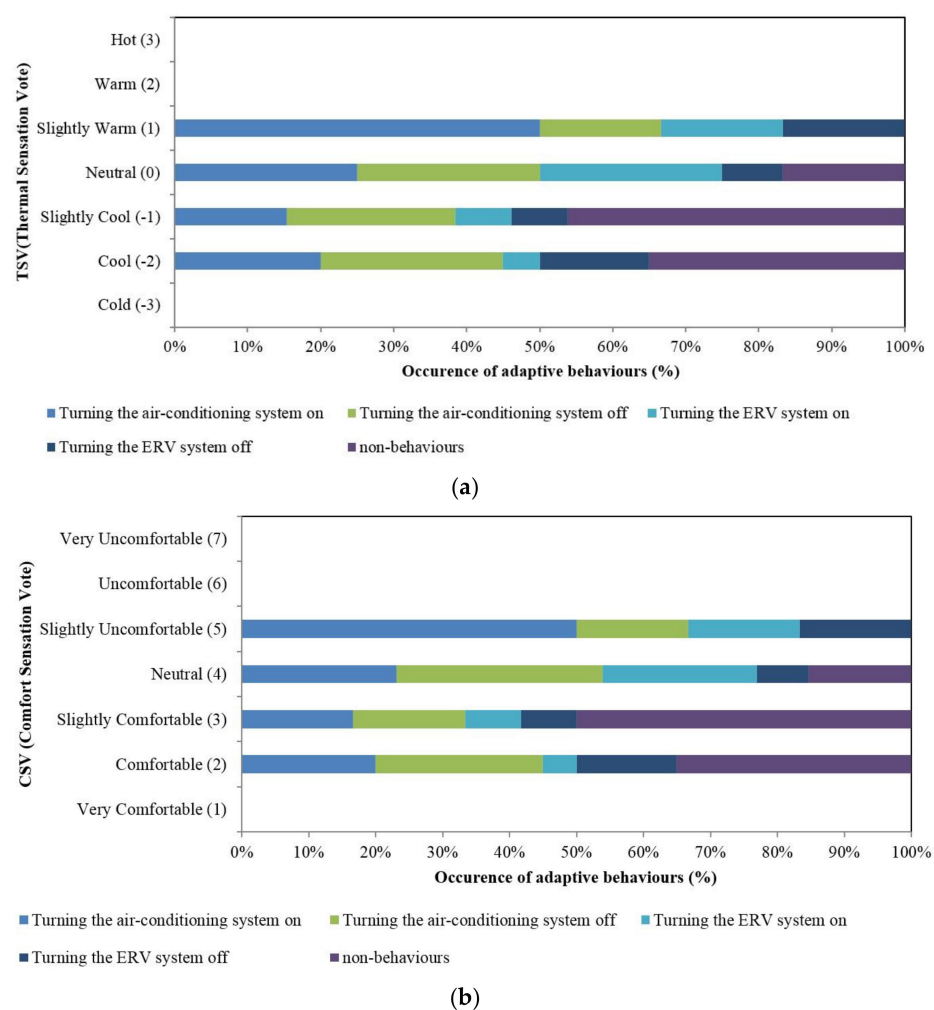 (a)
Hot (3)
Warm (2)
Slightly Warm (1)
Neutral (0)
Slightly Cool (-1)
Cool (-2)
Cold (-3)
TSV(Thermal Sensation Vote)
0% 10% 20% 30% 40% 50% 60% 70% 80% 90% 100%
Occurence of adaptive behaviours (%)
Turning the air-conditioning system on Turning the air-conditioning system off Turning the ERV system on
Turning the ERV system off non-behaviours
(a)
Very Uncomfortable (7)
Uncomfortable (6)
Slightly Uncomfortable (5)
Neutral (4)
Slightly Comfortable (3)
Comfortable (2)
Very Comfortable (1)
CSV (Comfort Sensation Vote)
0% 10% 20% 30% 40% 50% 60% 70% 80% 90% 100%
Occurence of adaptive behaviours (%)
Turning the air-conditioning system on Turning the air-conditioning system off Turning the ERV system on
Turning the ERV system off non-behaviours
(b)